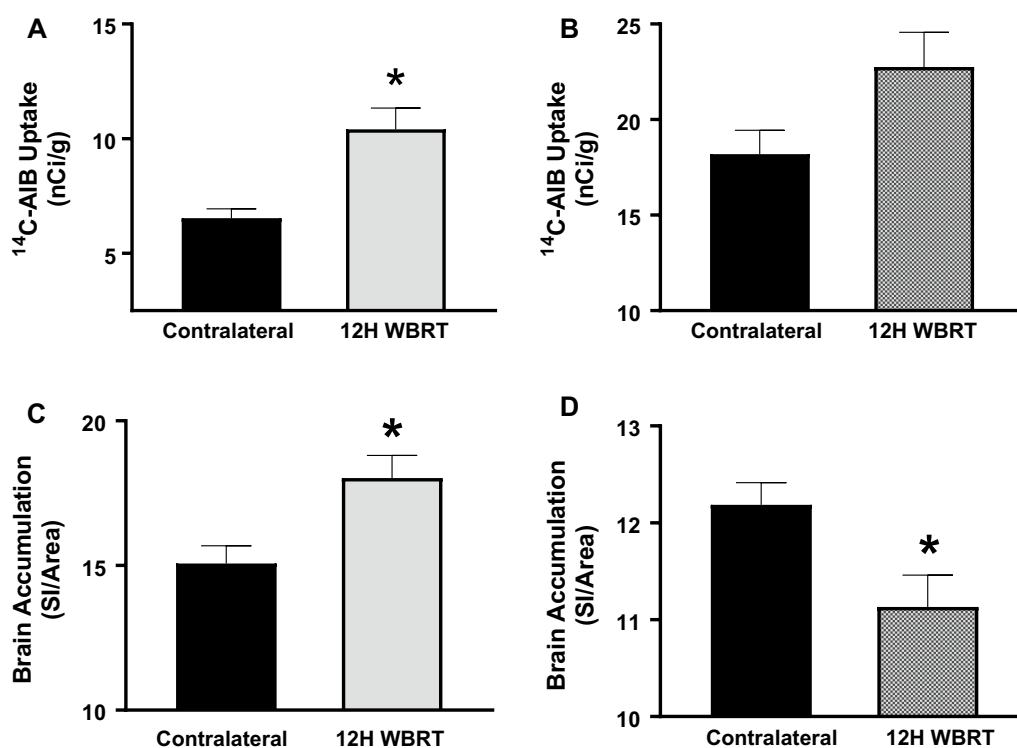 A
¹⁴C-AIB Uptake
(nCi/g)
15
10
5
*
Contralateral
12H WBRT
B
¹⁴C-AIB Uptake
(nCi/g)
25
20
15
10
Contralateral
12H WBRT
C
Brain Accumulation
(SI/Area)
20
15
10
*
Contralateral
12H WBRT
D
Brain Accumulation
(SI/Area)
13
12
11
10
*
Contralateral
12H WBRT